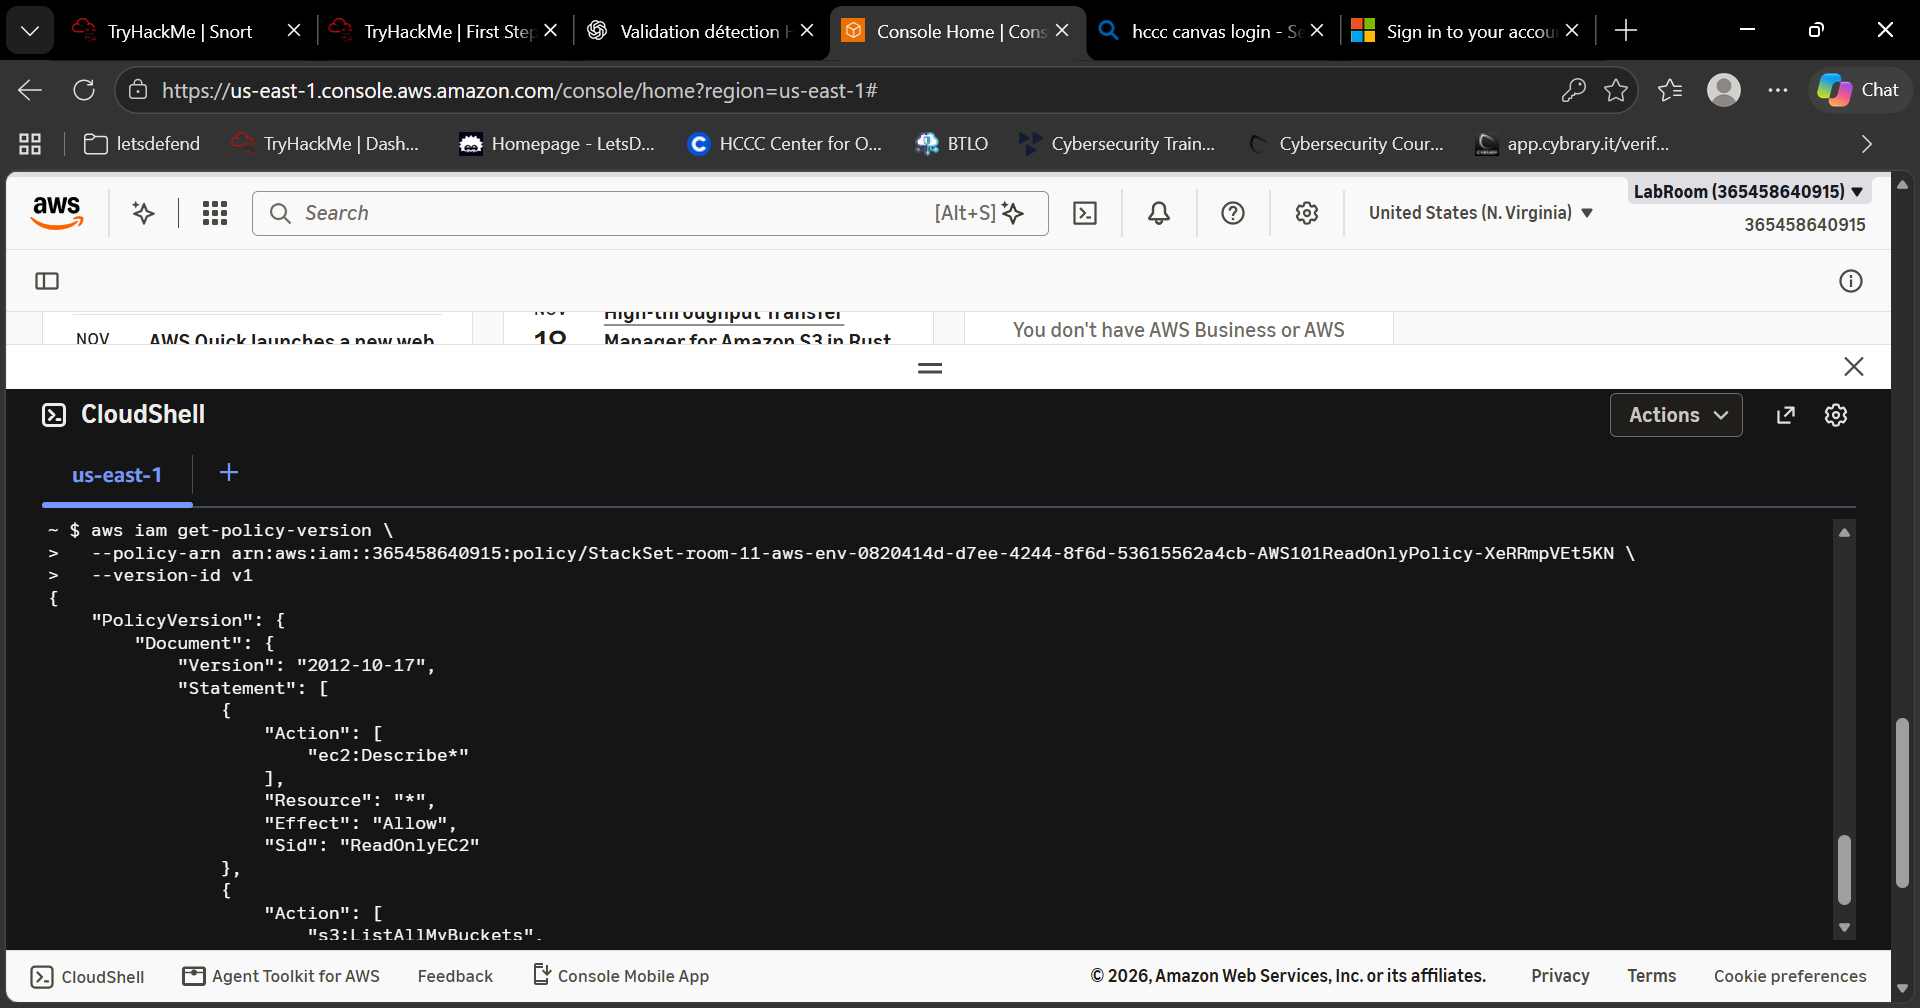 TryHackMe | Snort
TryHackMe | First Step
Validation détection
Console Home | Cons
hccc canvas login - Se
Sign in to your accou
https://us-east-1.console.aws.amazon.com/console/home?region=us-east-1#
Chat
letsdefend
TryHackMe | Dash...
Homepage - LetsD...
HCCC Center for O...
BTLO
Cybersecurity Train...
Cybersecurity Cour...
app.cybrary.it/verif...
aws
Search
[Alt+S]
United States (N. Virginia)
LabRoom (365458640915)
365458640915
NOV
AWS Quick launches a new web
NOV
18
High-throughput Transfer
Manager for Amazon S3 in Rust
You don't have AWS Business or AWS
CloudShell
Actions
us-east-1
~ $ aws iam get-policy-version \
>   --policy-arn arn:aws:iam::365458640915:policy/StackSet-room-11-aws-env-0820414d-d7ee-4244-8f6d-53615562a4cb-AWS101ReadOnlyPolicy-XeRRmpVEt5KN \
>   --version-id v1
{
    "PolicyVersion": {
        "Document": {
            "Version": "2012-10-17",
            "Statement": [
                {
                    "Action": [
                        "ec2:Describe*"
                    ],
                    "Resource": "*",
                    "Effect": "Allow",
                    "Sid": "ReadOnlyEC2"
                },
                {
                    "Action": [
                        "s3:ListAllMyBuckets",
CloudShell
Agent Toolkit for AWS
Feedback
Console Mobile App
© 2026, Amazon Web Services, Inc. or its affiliates.
Privacy
Terms
Cookie preferences